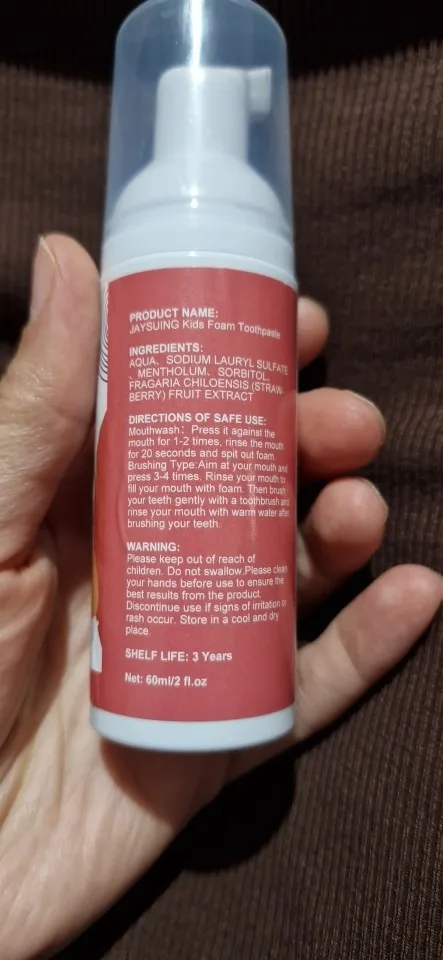 PRODUCT NAME:
JAYSUING Kids Foam Toothpaste
INGREDIENTS:
AQUA、SODIUM LAURYL SULFATE
MENTHOLUM、SORBITOL,
FRAGARIA CHILOENSIS (STRAW-
BERRY) FRUIT EXTRACT
DIRECTIONS OF SAFE USE:
Mouthwash: Press it against the
mouth for 1-2 times, rinse the mouth
for 20 seconds and spit out foam.
Brushing Type:Aim at your mouth and
press 3-4 times. Rinse your mouth to
fill your mouth with foam. Then brush
your teeth gently with a toothbrush and
rinse your mouth with warm water after
brushing your teeth.
WARNING:
Please keep out of reach of
children. Do not swallow.Please clean
your hands before use to ensure the
best results from the product.
Discontinue use if signs of irritation or
rash occur. Store in a cool and dry
place.
SHELF LIFE: 3 Years
Net: 60ml/2 fl.oz